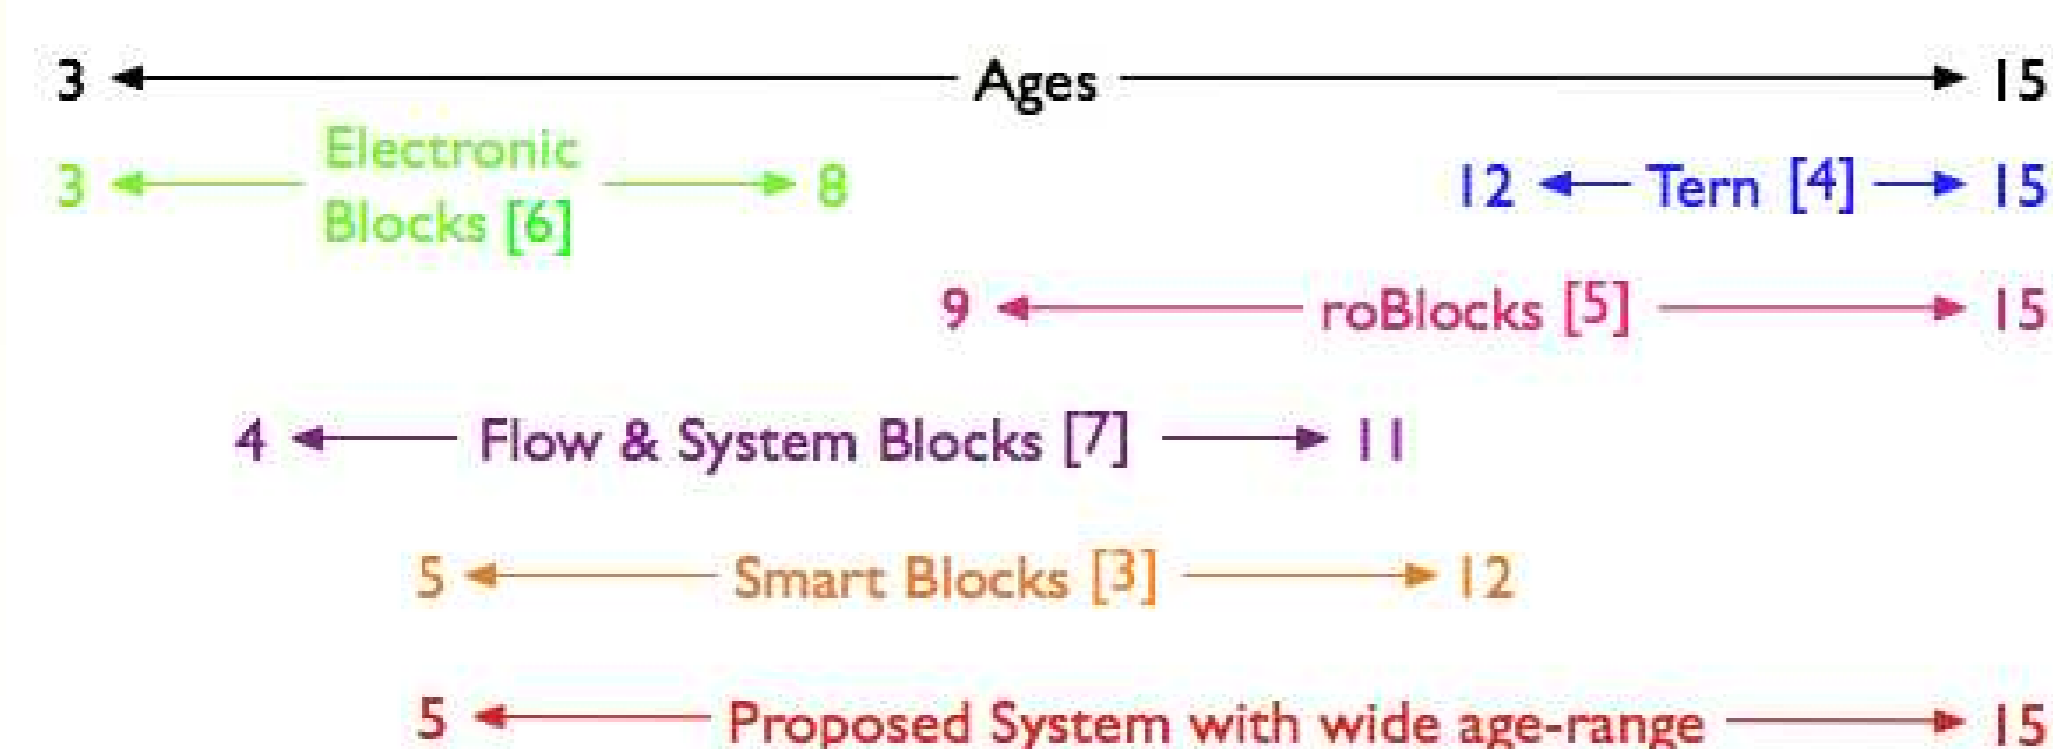 3 Ages 15
3 Electronic Blocks [6] 8 12 Tern [4] 15
9 roBlocks [5] 15
4 Flow & System Blocks [7] 11
5 Smart Blocks [3] 12
5 Proposed System with wide age-range 15